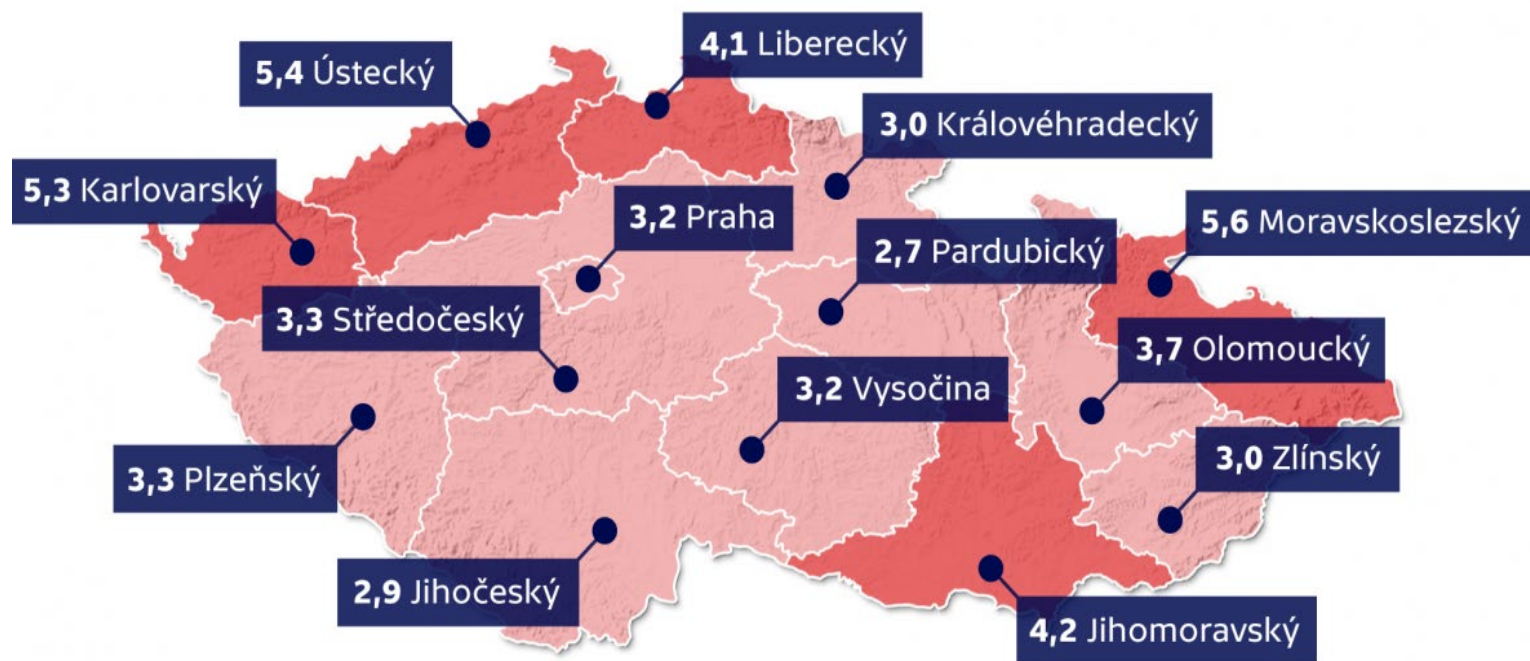 4,1 Liberecký
5,4 Ústecký
3,0 Královéhradecký
5,3 Karlovarský
3,2 Praha
5,6 Moravskoslezský
2,7 Pardubický
3,3 Středočeský
3,7 Olomoucký
3,2 Vysočina
3,0 Zlínský
3,3 Plzeňský
2,9 Jihočeský
4,2 Jihomoravský